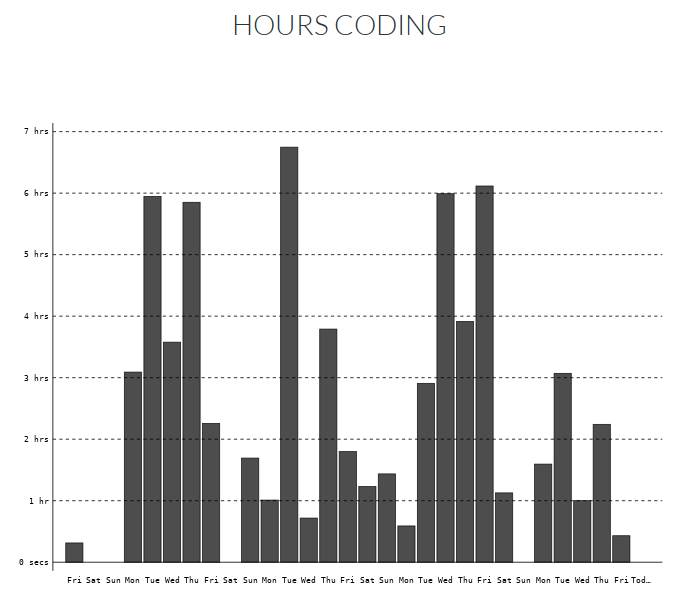 HOURS CODING
7 hrs
6 hrs
5 hrs
4 hrs
3 hrs
2 hrs
1 hr
0 secs
Fri Sat Sun Mon Tue Wed Thu Fri Sat Sun Mon Tue Wed Thu Fri Sat Sun Mon Tue Wed Thu Fri Sat Sun Mon Tue Wed Thu Fri Tod…